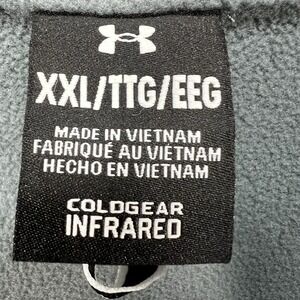 XXL/TTG/EEG
MADE IN VIETNAM
FABRIQUÉ AU VIETNAM
HECHO EN VIETNAM
COLDGEAR
INFRARED